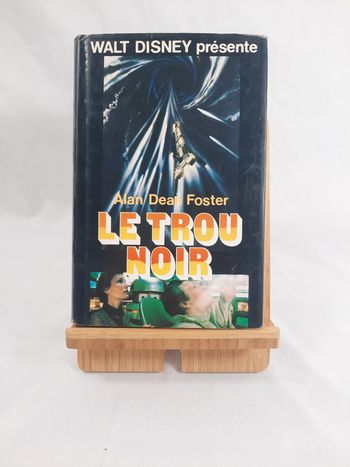 WALT DISNEY présente
Alan Dean Foster
LE TROU
NOIR